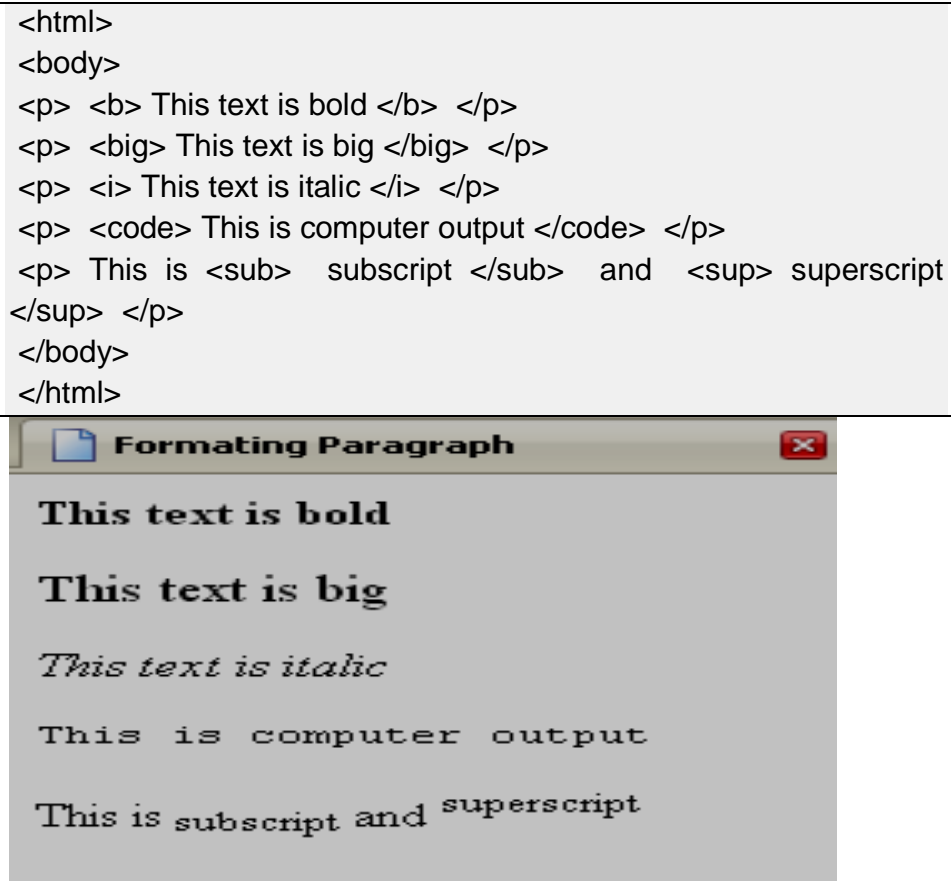 <html>
<body>
<p> <b> This text is bold </b> </p>
<p> <big> This text is big </big> </p>
<p> <i> This text is italic </i> </p>
<p> <code> This is computer output </code> </p>
<p> This is <sub> subscript </sub> and <sup> superscript
</sup> </p>
</body>
</html>
Formating Paragraph
This text is bold
This text is big
This text is italic
This is computer output
This is subscript and superscript